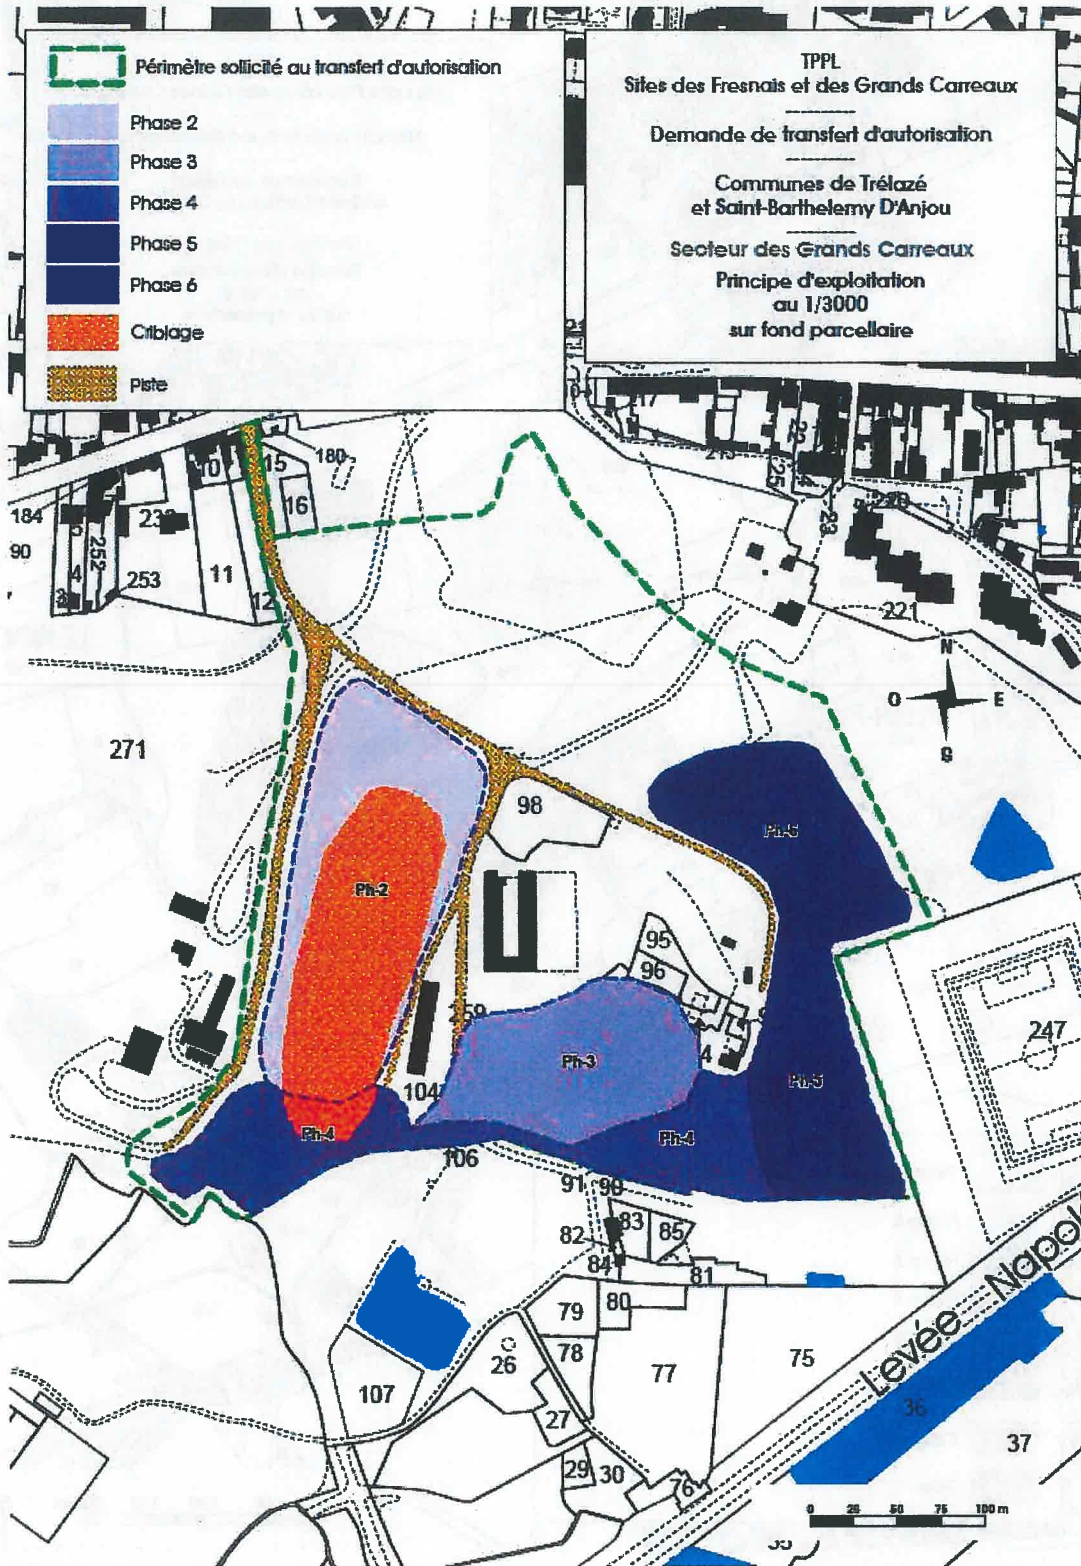 Périmètre sollicité au transfert d'autorisation
Phase 2
Phase 3
Phase 4
Phase 5
Phase 6
Criblage
Piste
TPPL
Sites des Fresnais et des Grands Carreaux
Demande de transfert d'autorisation
Communes de Trélazé
et Saint-Barthelemy D'Anjou
Secteur des Grands Carreaux
Principe d'exploitation
au 1/3000
sur fond parcellaire
107
15
180
16
184
90
252
253
4
3
11
12
271
221
N
O
E
98
Ph-2
95
96
Ph-3
104
Ph-4
106
Ph-4
Ph-5
247
91
90
82
83
85
84
81
79
80
78
77
75
26
27
107
29
30
76
Levée Napol
36
37
0 25 50 75 100 m